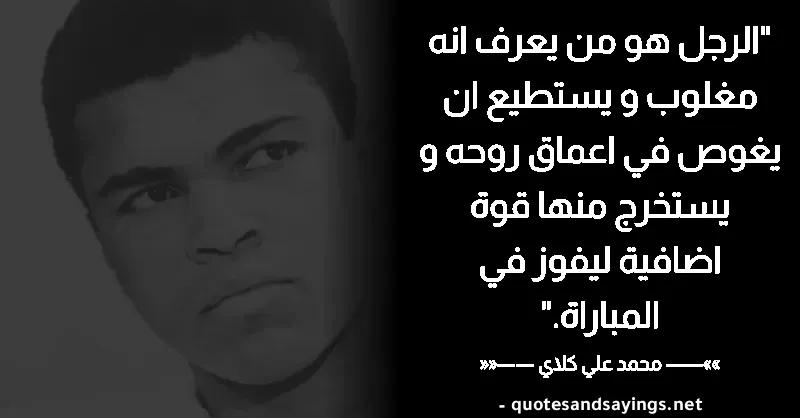 "الرجل هو من يعرف انه
مغلوب و يستطيع ان
يغوص في اعماق روحه و
يستخرج منها قوة
اضافية ليفوز في
المباراة."
»»—— محمد علي كلاي ——««
- quotesandsayings.net